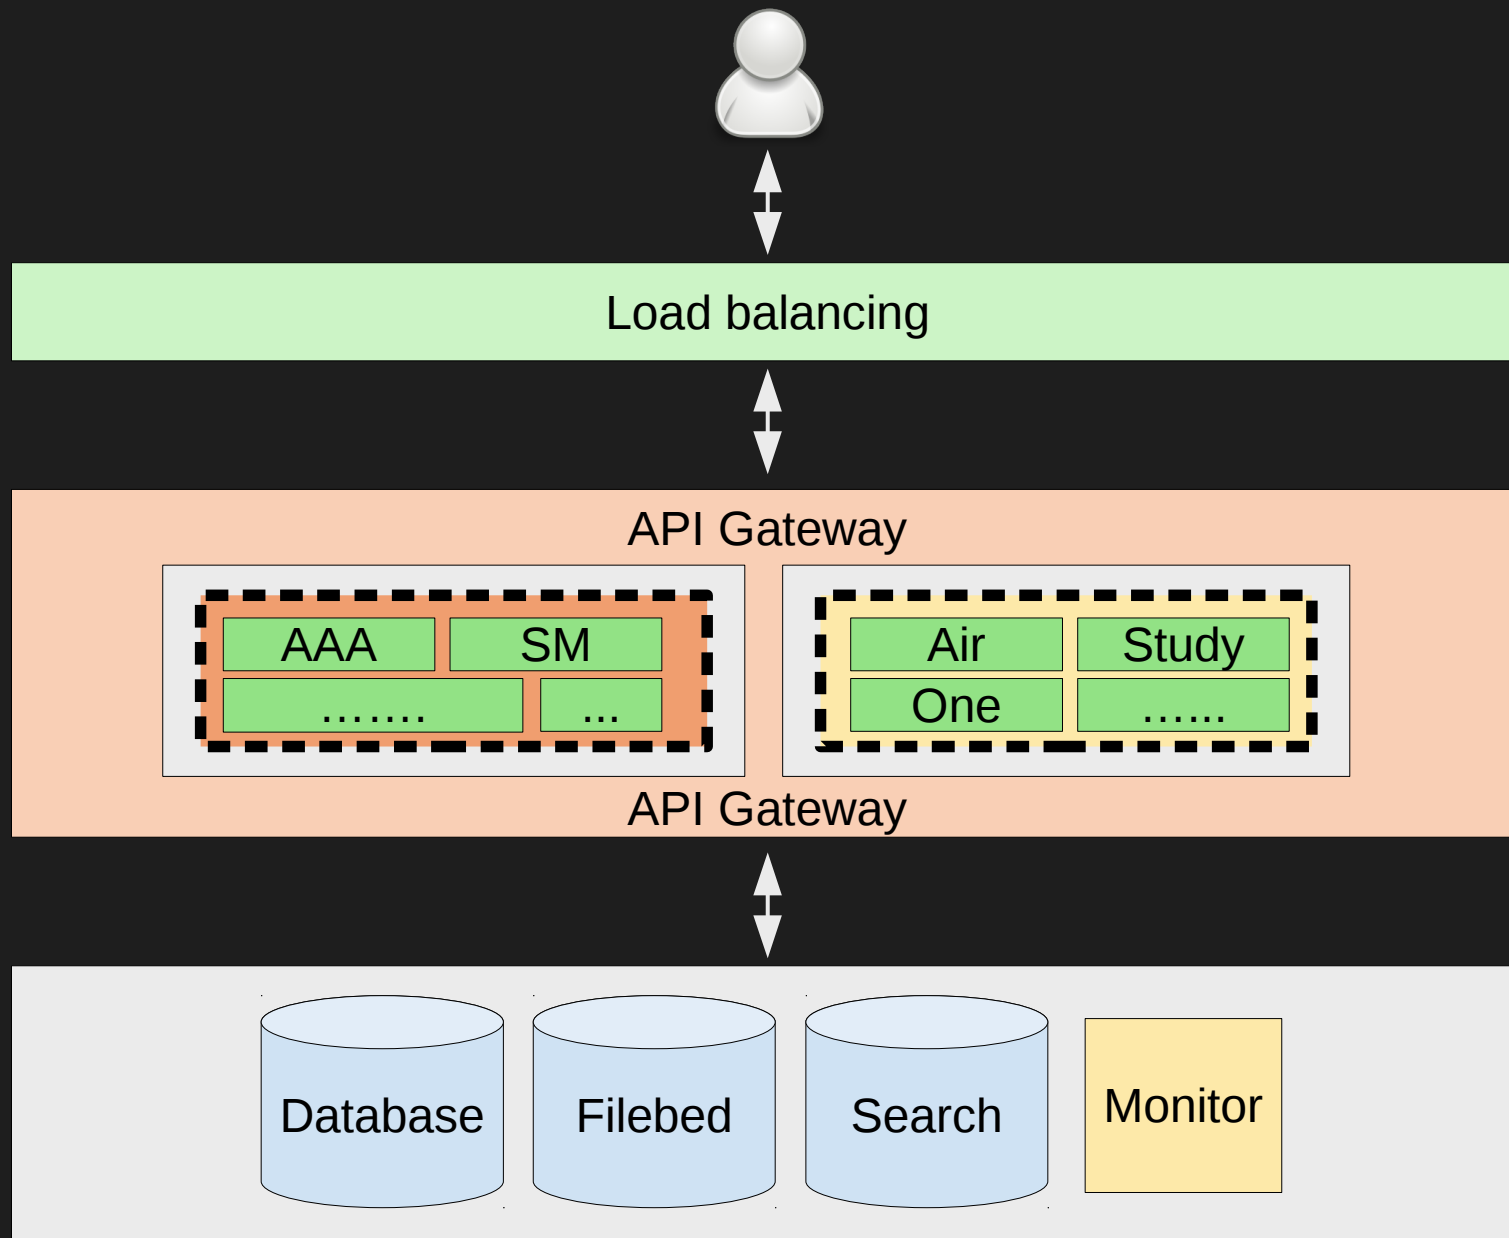 Load balancing
API Gateway
AAA
SM
.......
...
Air
Study
One
......
API Gateway
Database
Filebed
Search
Monitor